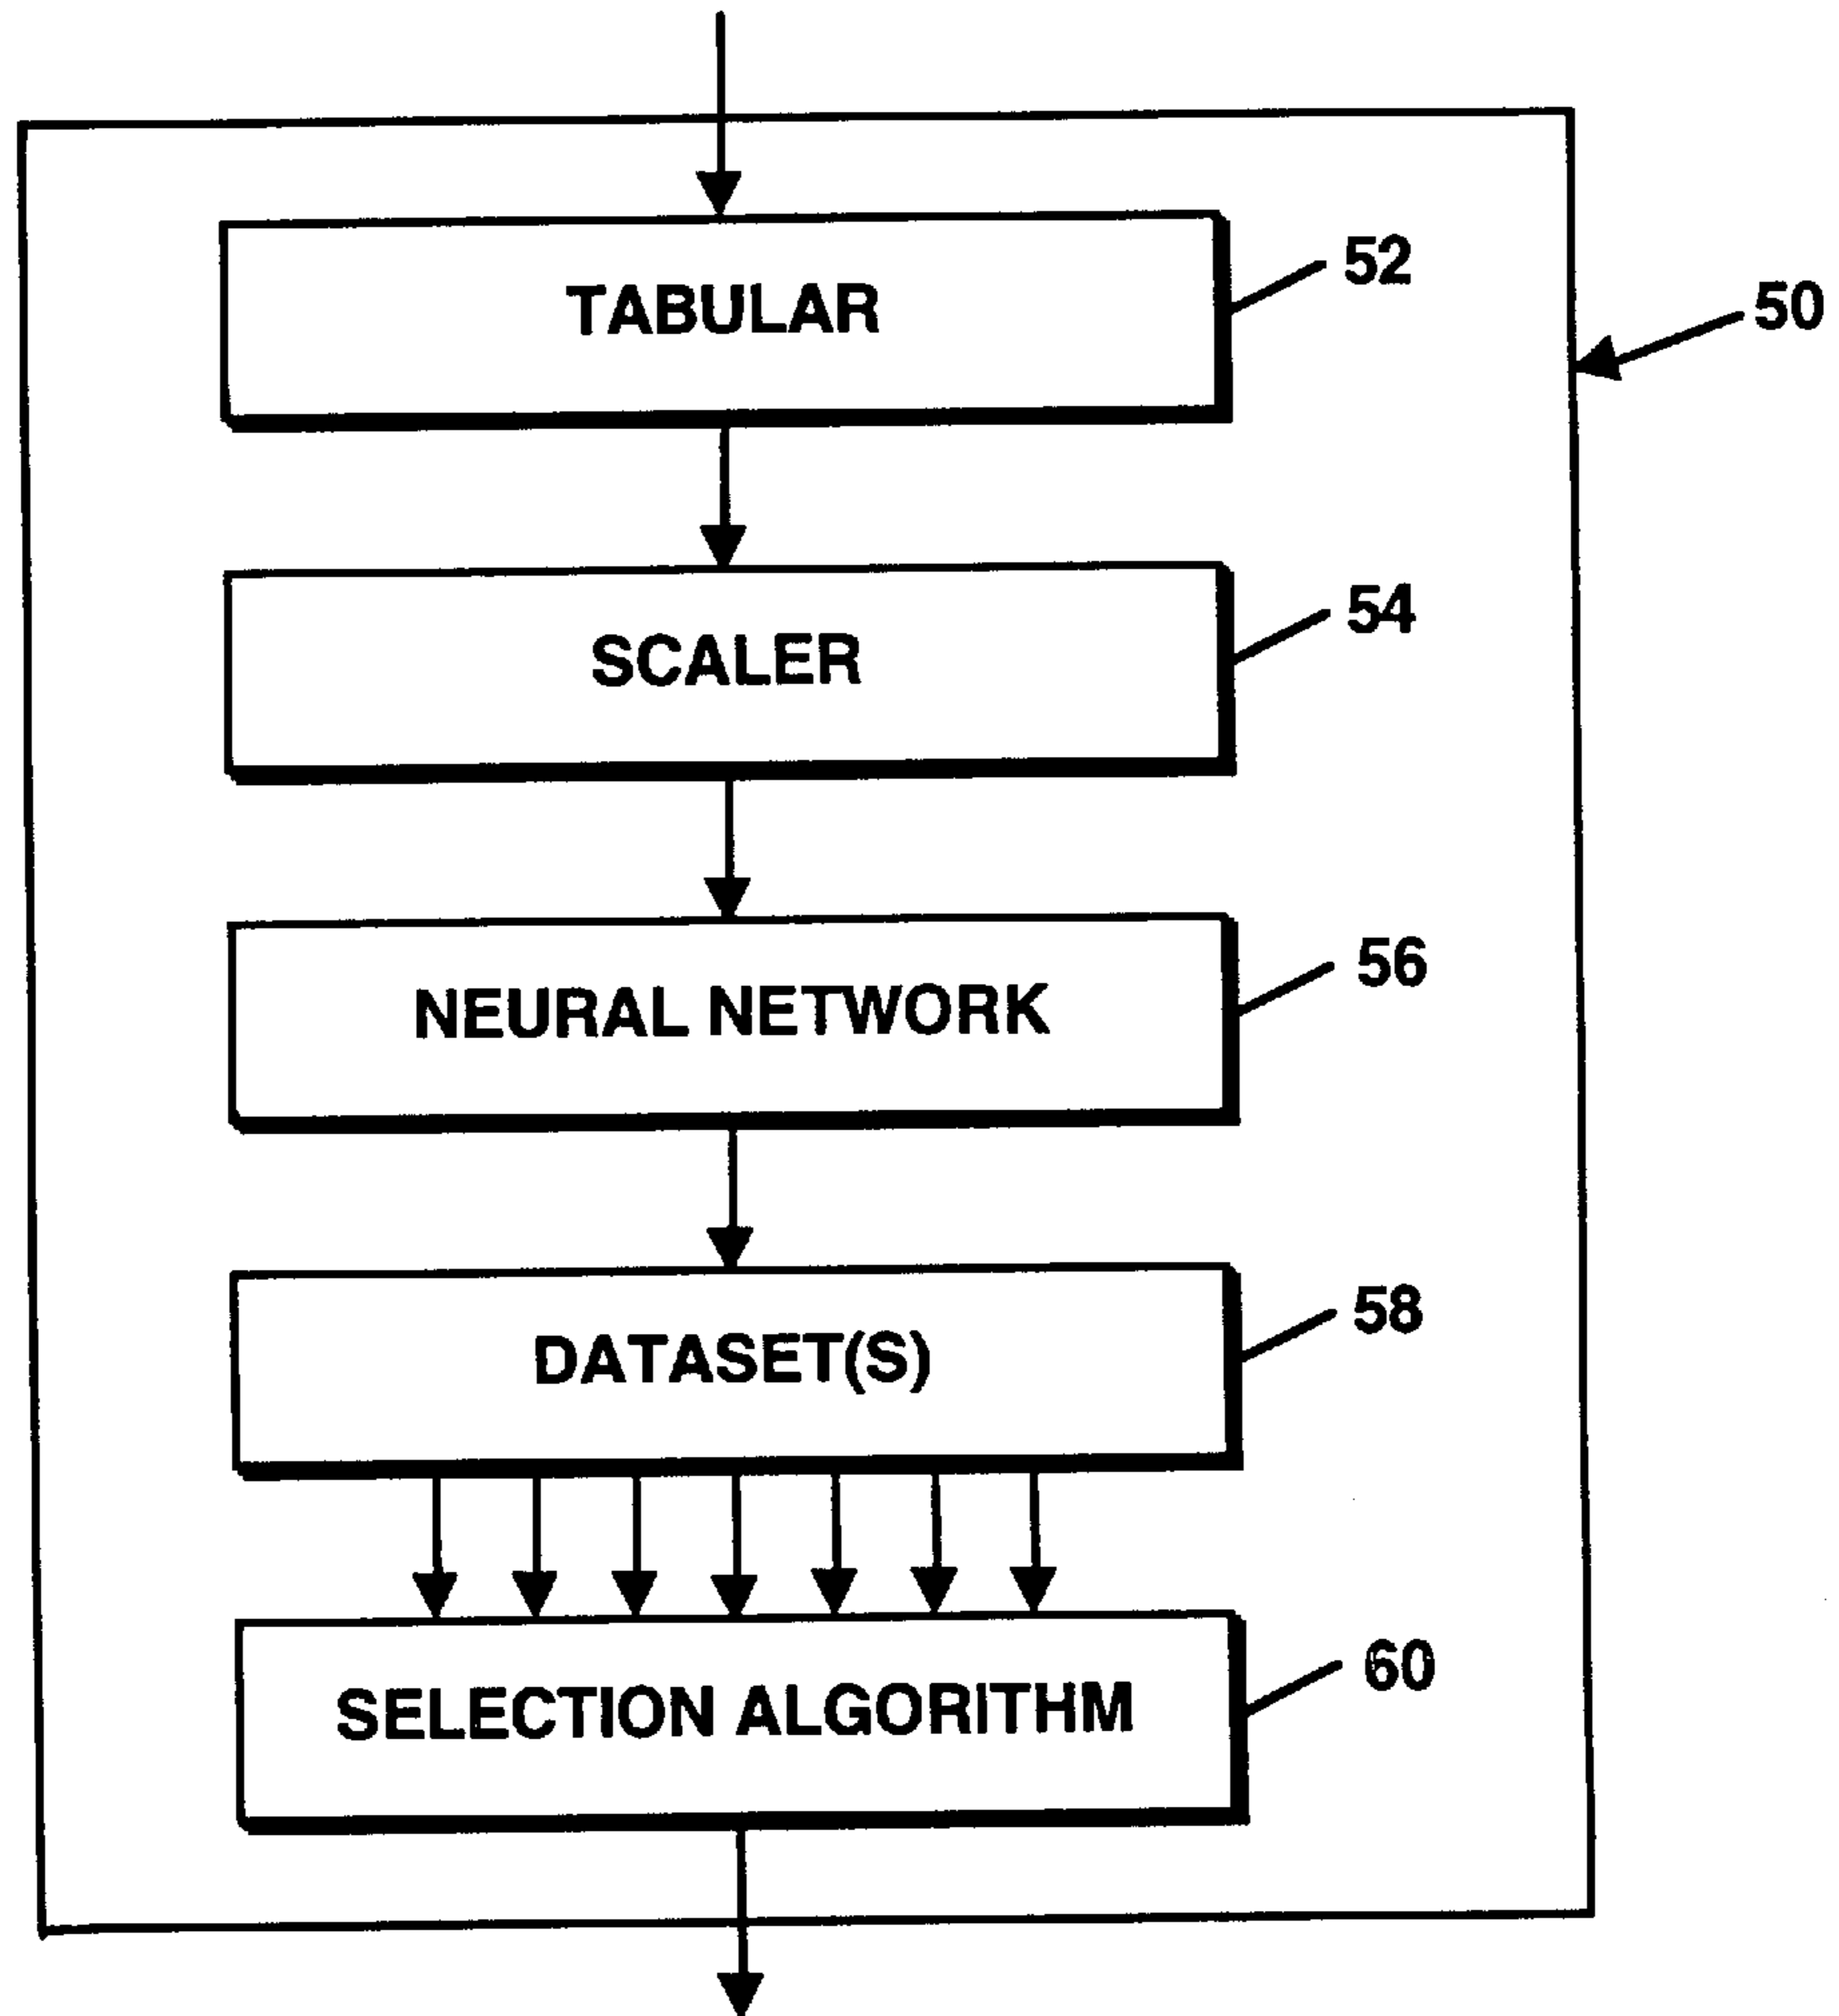 TABULAR
52
50
SCALER
54
NEURAL NETWORK
56
DATASET(S)
58
SELECTION ALGORITHM
60